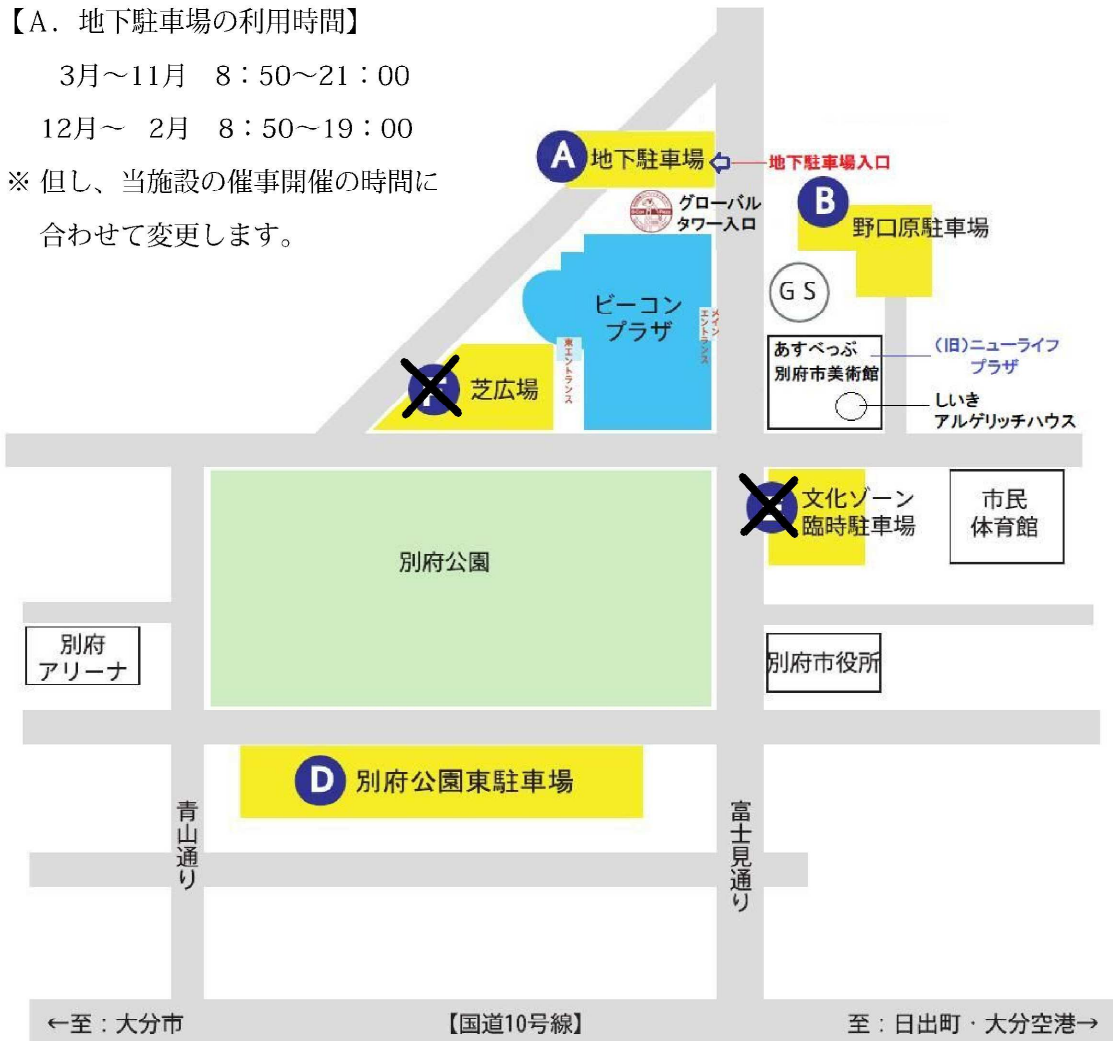 【A．地下駐車場の利用時間】
3月～11月　8：50～21：00
12月～　2月　8：50～19：00
※ 但し、当施設の催事開催の時間に
合わせて変更します。
A 地下駐車場
地下駐車場入口
グローバル
タワー入口
B
野口原駐車場
ビーコン
プラザ
メイン
エントランス
東エントランス
G S
あすべっぷ
別府市美術館
(旧)ニューライフ
プラザ
しいき
アルゲリッチハウス
芝広場
文化ゾーン
臨時駐車場
市民
体育館
別府公園
別府
アリーナ
別府市役所
D 別府公園東駐車場
青山通り
富士見通り
←至：大分市
【国道10号線】
至：日出町・大分空港→